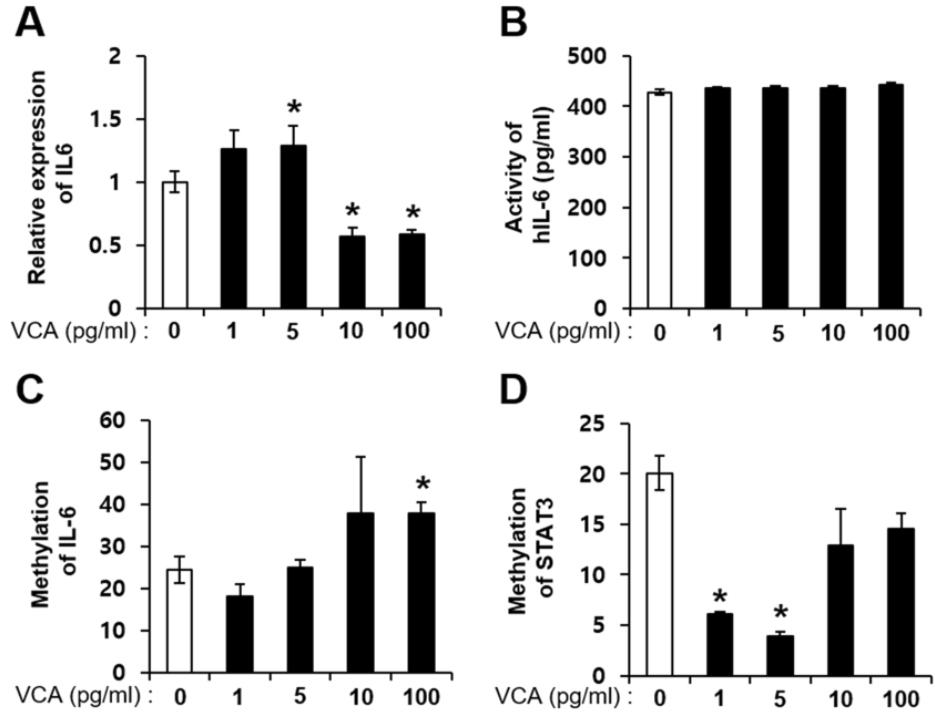 A
Relative expression
of IL6
2
1.5
*
1
*
*
0.5
0
VCA (pg/ml) : 0 1 5 10 100
B
Activity of
hIL-6 (pg/ml)
500
400
300
200
100
0
VCA (pg/ml) : 0 1 5 10 100
C
Methylation
of IL-6
60
50
*
40
30
20
10
0
VCA (pg/ml) : 0 1 5 10 100
D
Methylation
of STAT3
25
20
15
10
* *
5
0
VCA (pg/ml) : 0 1 5 10 100